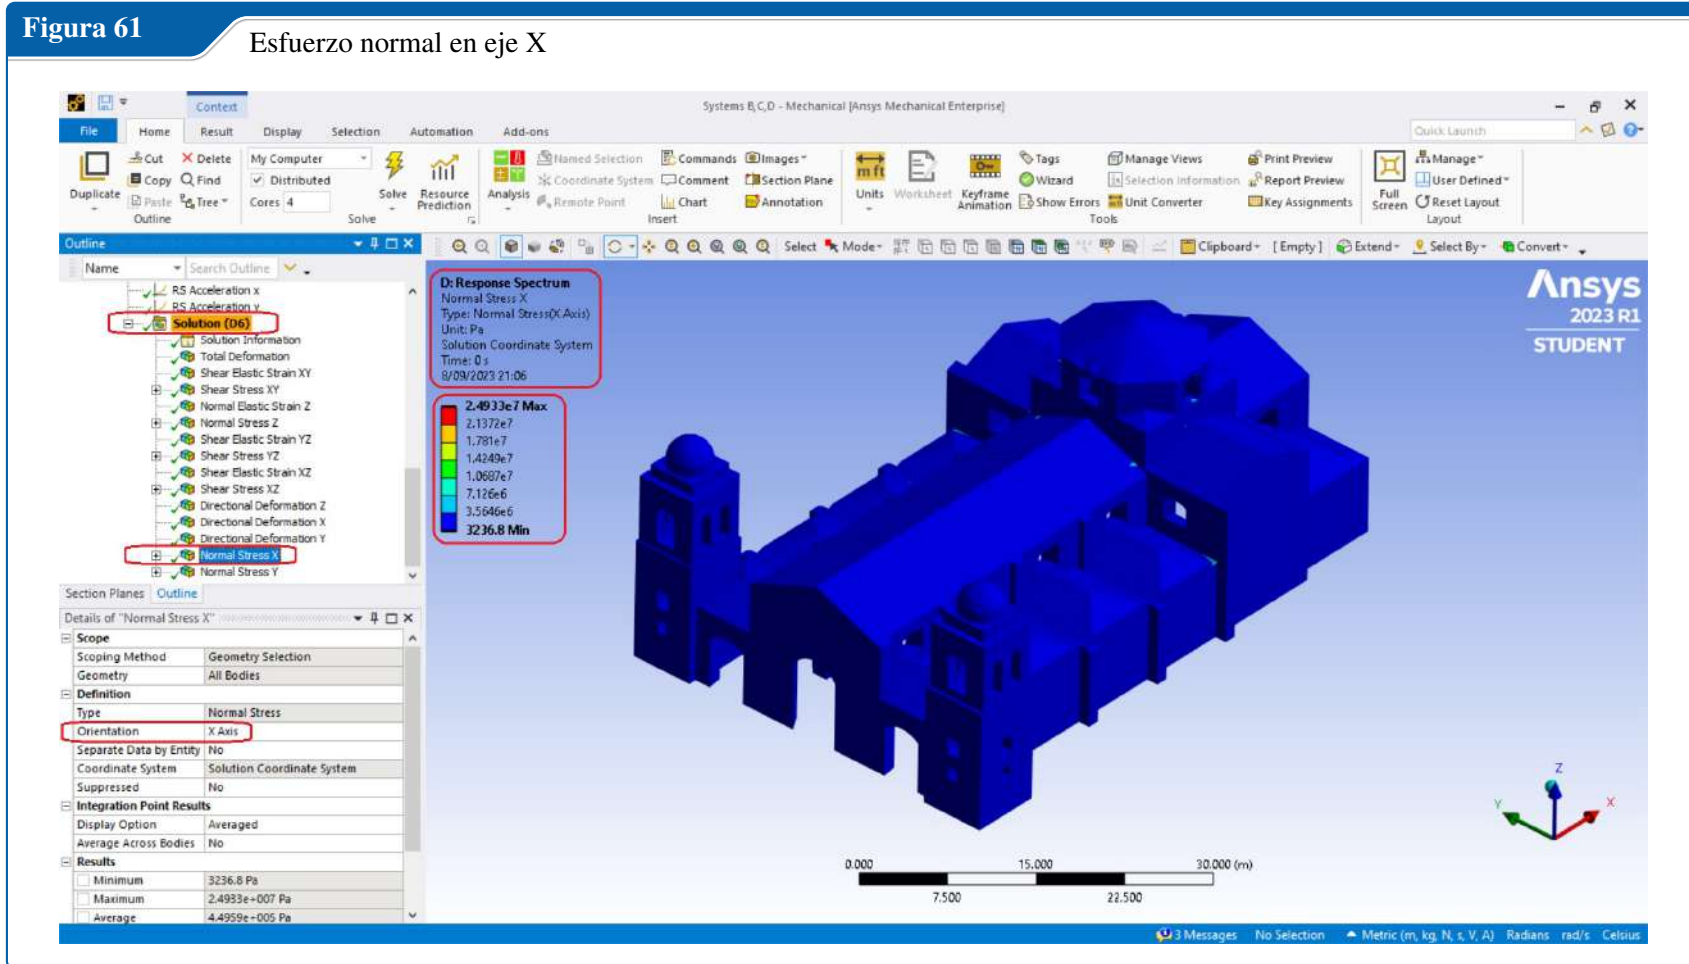 Figura 61
Esfuerzo normal en eje X
Context
Systems B,C,D - Mechanical [Ansys Mechanical Enterprise]
File Home Result Display Selection Automation Add-ons Quick Launch
Duplicate
Cut
Copy
Paste
Delete
Find
Tree
Outline
My Computer
Distributed
Cores 4
Solve
Solve
Resource Prediction
Analysis
Named Selection
Coordinate System
Remote Point
Commands
Comment
Chart
Images
Section Plane
Annotation
Insert
m ft
Units
Worksheet
Keyframe Animation
Tags
Wizard
Show Errors
Manage Views
Selection Information
Unit Converter
Print Preview
Report Preview
Key Assignments
Tools
Full Screen
Manage
User Defined
Reset Layout
Layout
Outline
Select Mode Clipboard [Empty] Extend Select By Convert
Name Search Outline
RS Acceleration x
RS Acceleration y
Solution (D6)
Solution Information
Total Deformation
Shear Elastic Strain XY
Shear Stress XY
Normal Elastic Strain Z
Normal Stress Z
Shear Elastic Strain YZ
Shear Stress YZ
Shear Elastic Strain XZ
Shear Stress XZ
Directional Deformation Z
Directional Deformation X
Directional Deformation Y
Normal Stress X
Normal Stress Y
Section Planes Outline
Details of "Normal Stress X"
Scope
Scoping Method Geometry Selection
Geometry All Bodies
Definition
Type Normal Stress
Orientation X Axis
Separate Data by Entity No
Coordinate System Solution Coordinate System
Suppressed No
Integration Point Results
Display Option Averaged
Average Across Bodies No
Results
Minimum 3236.8 Pa
Maximum 2.4933e+007 Pa
Average 4.4959e+005 Pa
D: Response Spectrum
Normal Stress X
Type: Normal Stress(X Axis)
Unit: Pa
Solution Coordinate System
Time: 0 s
8/09/2023 21:06
2.4933e7 Max
2.1372e7
1.781e7
1.4249e7
1.0687e7
7.126e6
3.5646e6
3236.8 Min
Ansys
2023 R1
STUDENT
Z
Y
X
0.000 15.000 30.000 (m)
7.500 22.500
3 Messages No Selection Metric (m, kg, N, s, V, A) Radians rad/s Celsius